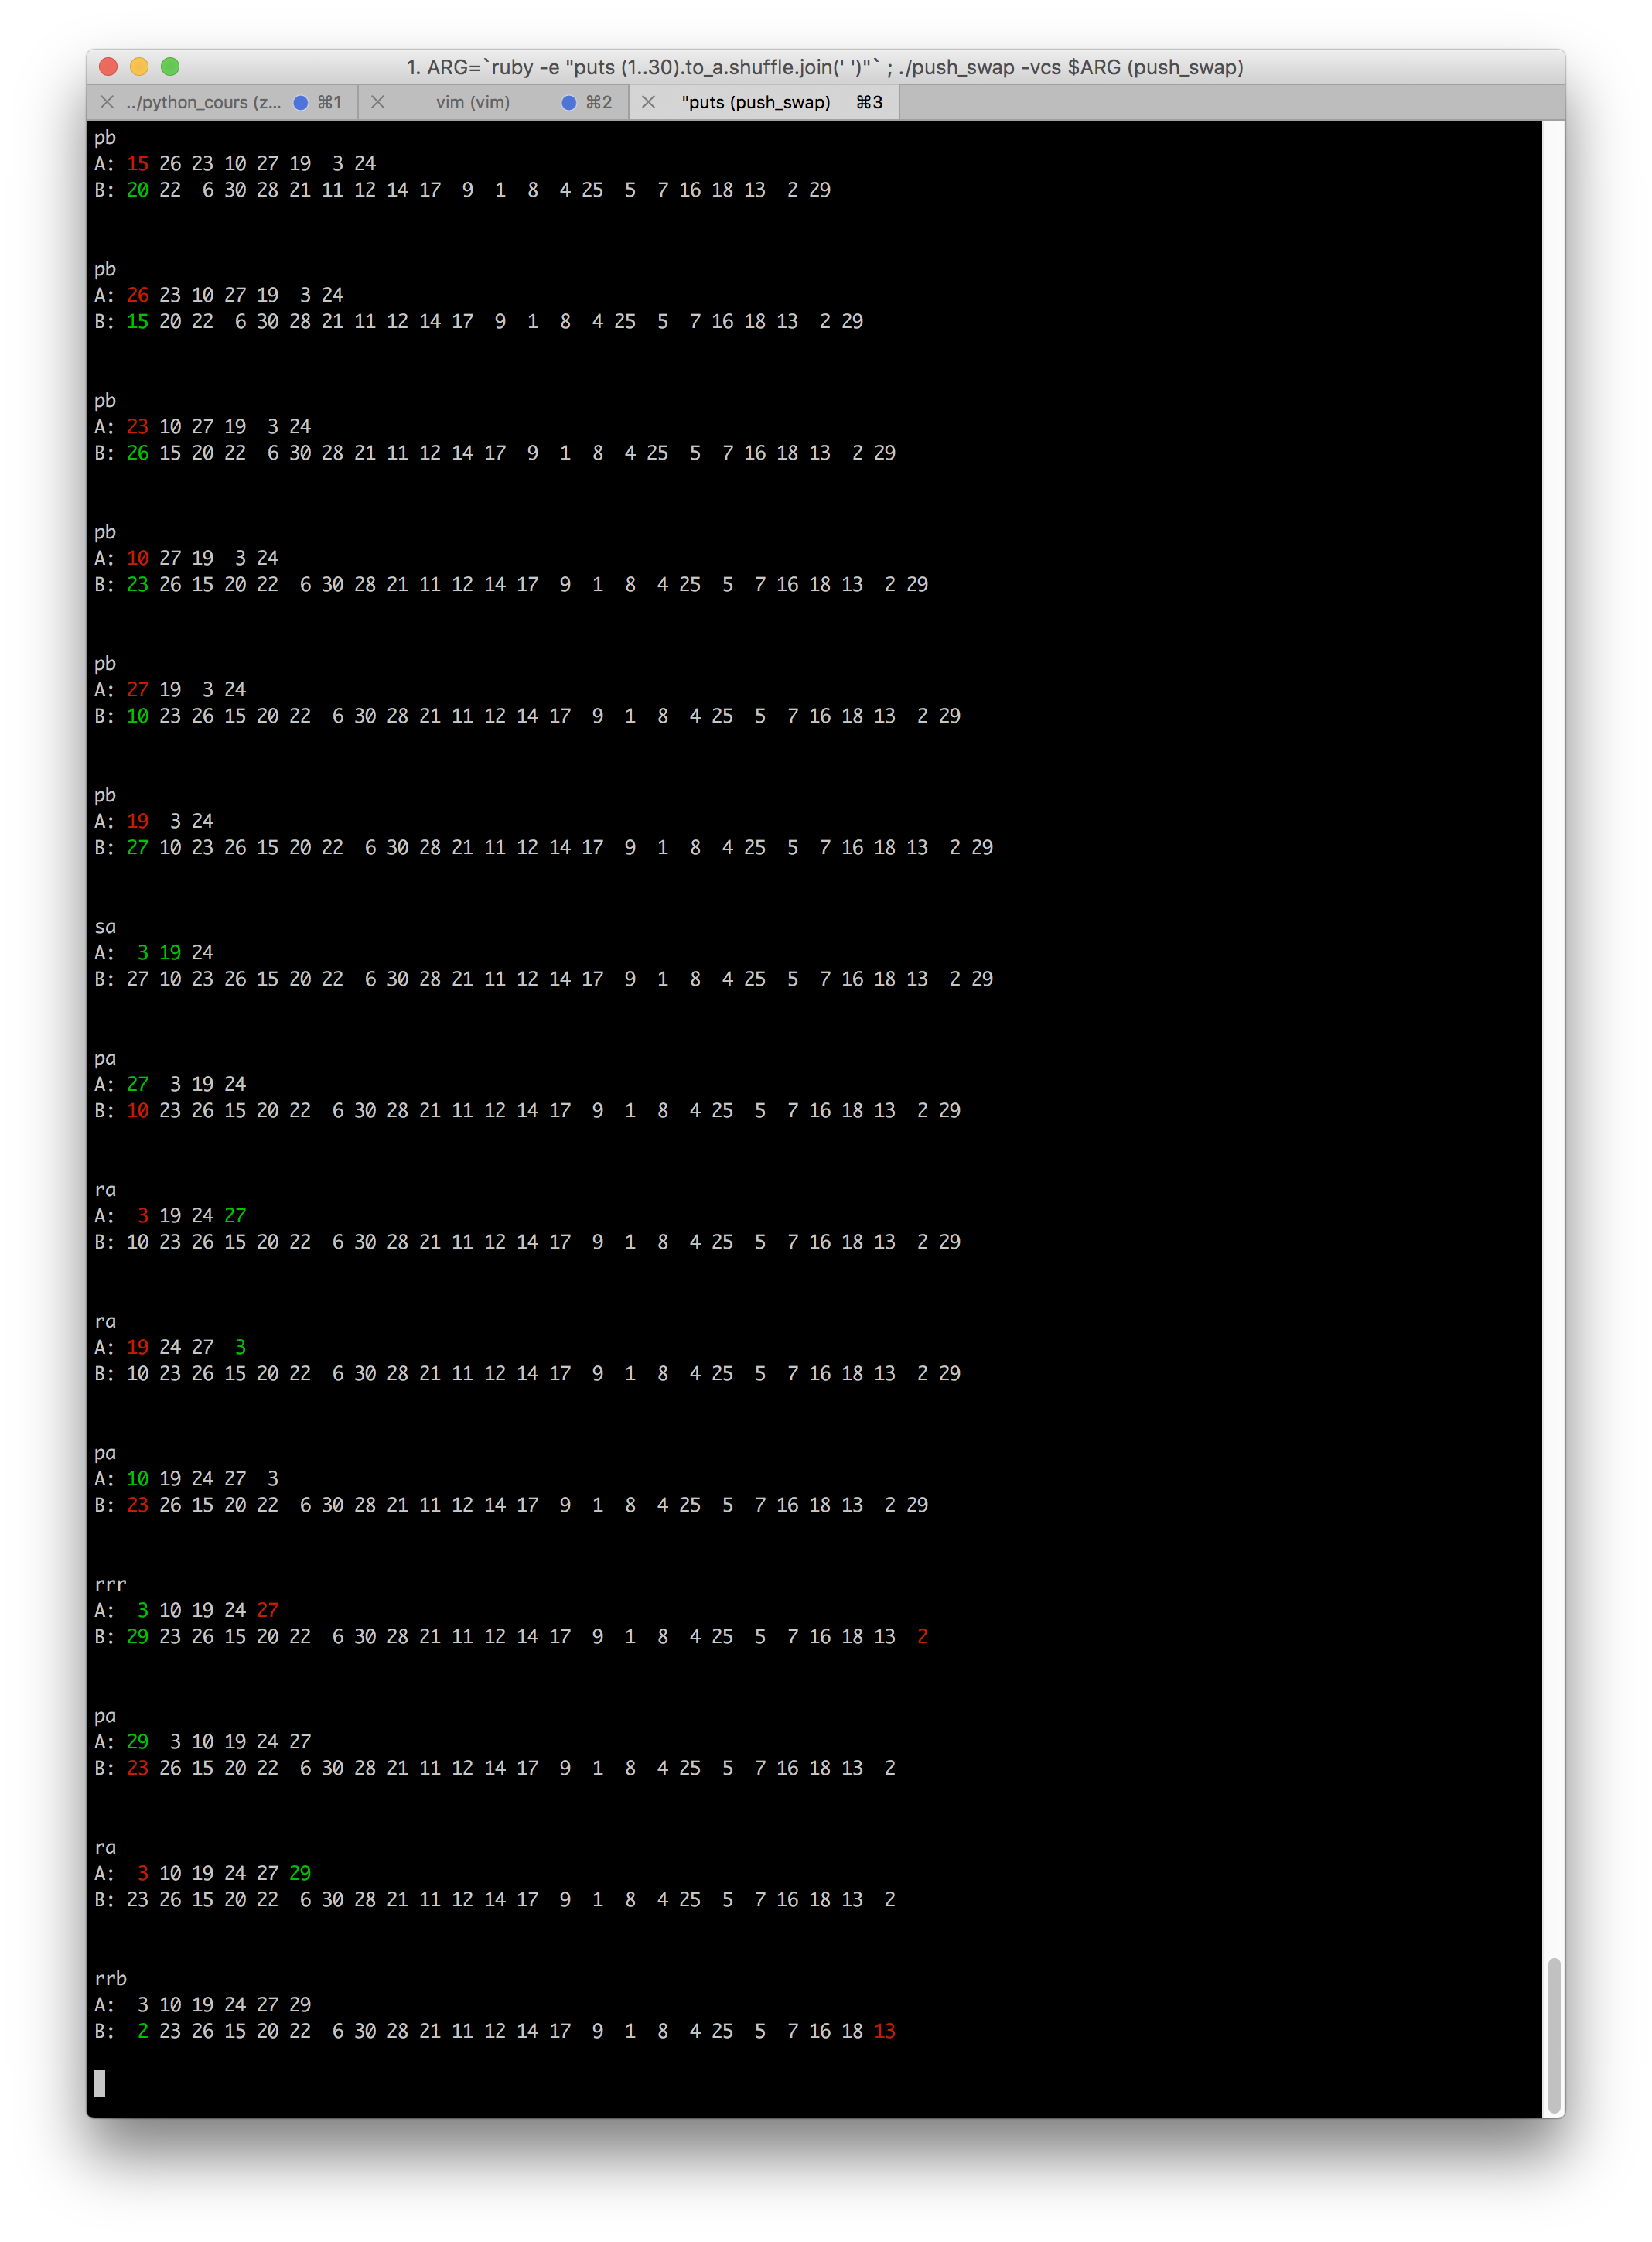 1. ARG=`ruby -e "puts (1..30).to_a.shuffle.join(' ')"` ; ./push_swap -vcs $ARG (push_swap)
../python_cours (z... ⌘1 vim (vim) ⌘2 "puts (push_swap) ⌘3
pb
A: 15 26 23 10 27 19  3 24
B: 20 22  6 30 28 21 11 12 14 17  9  1  8  4 25  5  7 16 18 13  2 29
pb
A: 26 23 10 27 19  3 24
B: 15 20 22  6 30 28 21 11 12 14 17  9  1  8  4 25  5  7 16 18 13  2 29
pb
A: 23 10 27 19  3 24
B: 26 15 20 22  6 30 28 21 11 12 14 17  9  1  8  4 25  5  7 16 18 13  2 29
pb
A: 10 27 19  3 24
B: 23 26 15 20 22  6 30 28 21 11 12 14 17  9  1  8  4 25  5  7 16 18 13  2 29
pb
A: 27 19  3 24
B: 10 23 26 15 20 22  6 30 28 21 11 12 14 17  9  1  8  4 25  5  7 16 18 13  2 29
pb
A: 19  3 24
B: 27 10 23 26 15 20 22  6 30 28 21 11 12 14 17  9  1  8  4 25  5  7 16 18 13  2 29
sa
A:  3 19 24
B: 27 10 23 26 15 20 22  6 30 28 21 11 12 14 17  9  1  8  4 25  5  7 16 18 13  2 29
pa
A: 27  3 19 24
B: 10 23 26 15 20 22  6 30 28 21 11 12 14 17  9  1  8  4 25  5  7 16 18 13  2 29
ra
A:  3 19 24 27
B: 10 23 26 15 20 22  6 30 28 21 11 12 14 17  9  1  8  4 25  5  7 16 18 13  2 29
ra
A: 19 24 27  3
B: 10 23 26 15 20 22  6 30 28 21 11 12 14 17  9  1  8  4 25  5  7 16 18 13  2 29
pa
A: 10 19 24 27  3
B: 23 26 15 20 22  6 30 28 21 11 12 14 17  9  1  8  4 25  5  7 16 18 13  2 29
rrr
A:  3 10 19 24 27
B: 29 23 26 15 20 22  6 30 28 21 11 12 14 17  9  1  8  4 25  5  7 16 18 13  2
pa
A: 29  3 10 19 24 27
B: 23 26 15 20 22  6 30 28 21 11 12 14 17  9  1  8  4 25  5  7 16 18 13  2
ra
A:  3 10 19 24 27 29
B: 23 26 15 20 22  6 30 28 21 11 12 14 17  9  1  8  4 25  5  7 16 18 13  2
rrb
A:  3 10 19 24 27 29
B:  2 23 26 15 20 22  6 30 28 21 11 12 14 17  9  1  8  4 25  5  7 16 18 13